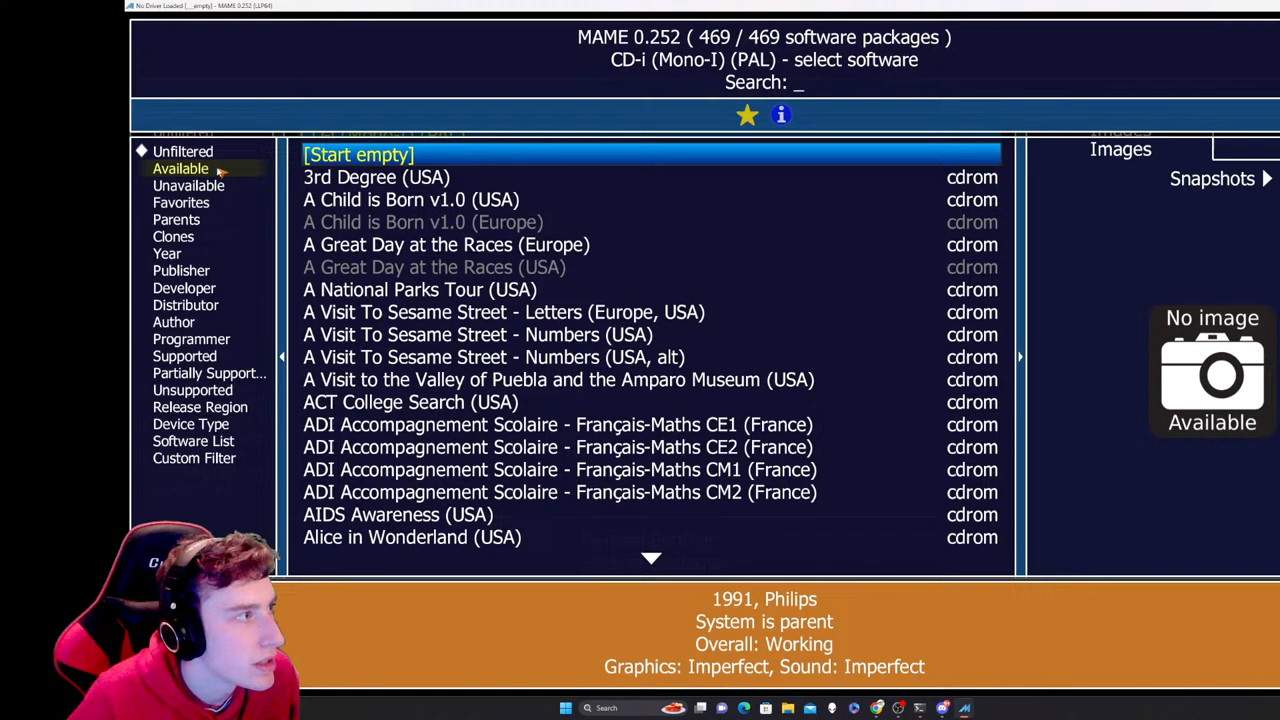 No Driver Loaded [__empty] - MAME 0.252 (LLP64)
MAME 0.252 ( 469 / 469 software packages )
CD-i (Mono-I) (PAL) - select software
Search: _
Unfiltered
Available
Unavailable
Favorites
Parents
Clones
Year
Publisher
Developer
Distributor
Author
Programmer
Supported
Partially Support...
Unsupported
Release Region
Device Type
Software List
Custom Filter
[Start empty]
3rd Degree (USA) cdrom
A Child is Born v1.0 (USA) cdrom
A Child is Born v1.0 (Europe) cdrom
A Great Day at the Races (Europe) cdrom
A Great Day at the Races (USA) cdrom
A National Parks Tour (USA) cdrom
A Visit To Sesame Street - Letters (Europe, USA) cdrom
A Visit To Sesame Street - Numbers (USA) cdrom
A Visit To Sesame Street - Numbers (USA, alt) cdrom
A Visit to the Valley of Puebla and the Amparo Museum (USA) cdrom
ACT College Search (USA) cdrom
ADI Accompagnement Scolaire - Français-Maths CE1 (France) cdrom
ADI Accompagnement Scolaire - Français-Maths CE2 (France) cdrom
ADI Accompagnement Scolaire - Français-Maths CM1 (France) cdrom
ADI Accompagnement Scolaire - Français-Maths CM2 (France) cdrom
AIDS Awareness (USA) cdrom
Alice in Wonderland (USA) cdrom
Images
Snapshots
No image
Available
1991, Philips
System is parent
Overall: Working
Graphics: Imperfect, Sound: Imperfect
Search